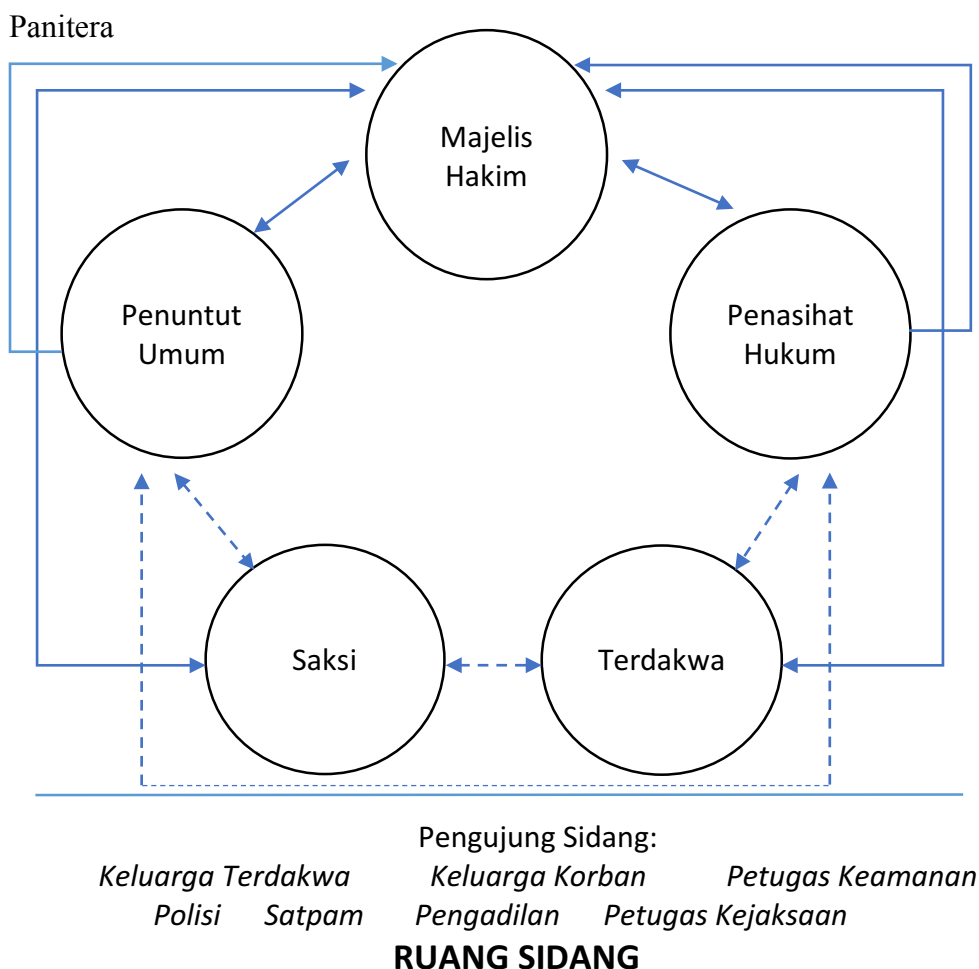 Panitera
Majelis
Hakim
Penuntut
Umum
Penasihat
Hukum
Saksi
Terdakwa
Pengujung Sidang:
Keluarga Terdakwa Keluarga Korban Petugas Keamanan
Polisi Satpam Pengadilan Petugas Kejaksaan
RUANG SIDANG